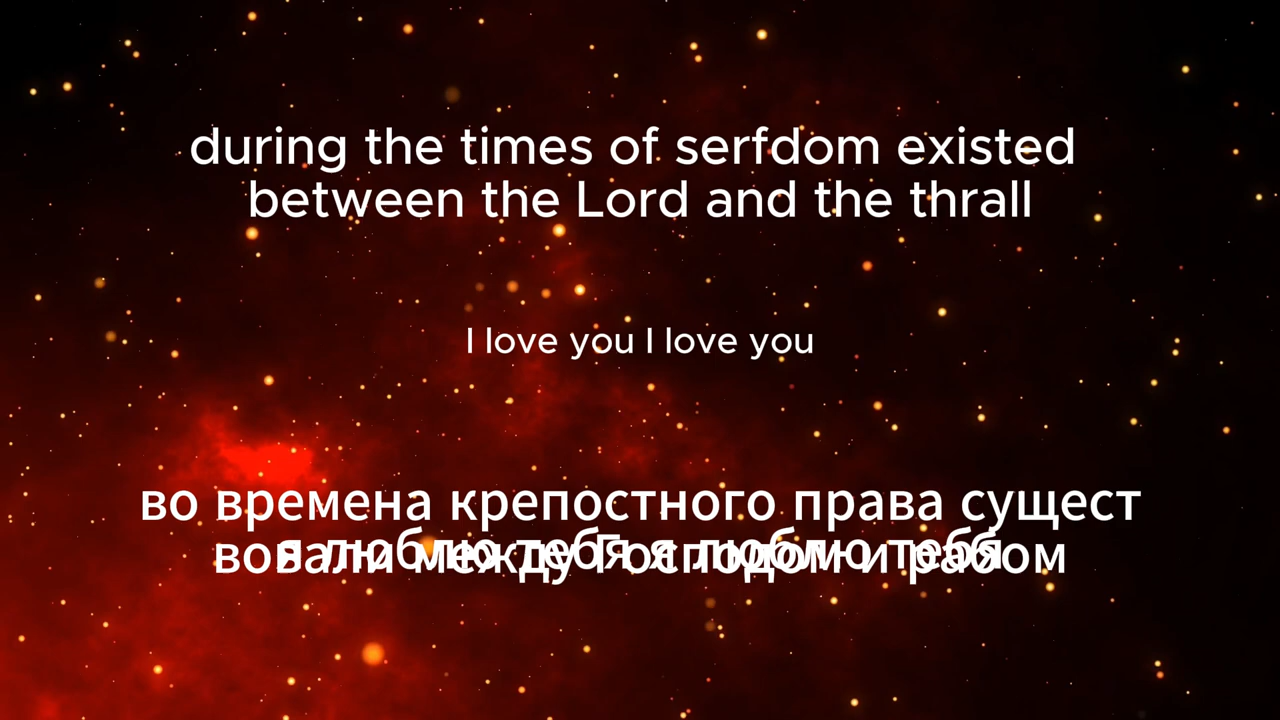 during the times of serfdom existed
between the Lord and the thrall
I love you I love you
во времена крепостного права сущест
я люблю тебя я люблю тебя
вовали между Господом и рабом